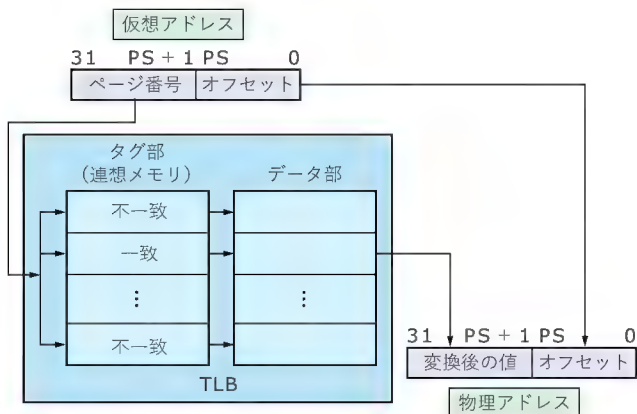 仮想アドレス
31 PS + 1 PS 0
ページ番号 オフセット
タグ部
(連想メモリ)
データ部
不一致
一致
⋮ ⋮
不一致
TLB
31 PS + 1 PS 0
変換後の値 オフセット
物理アドレス